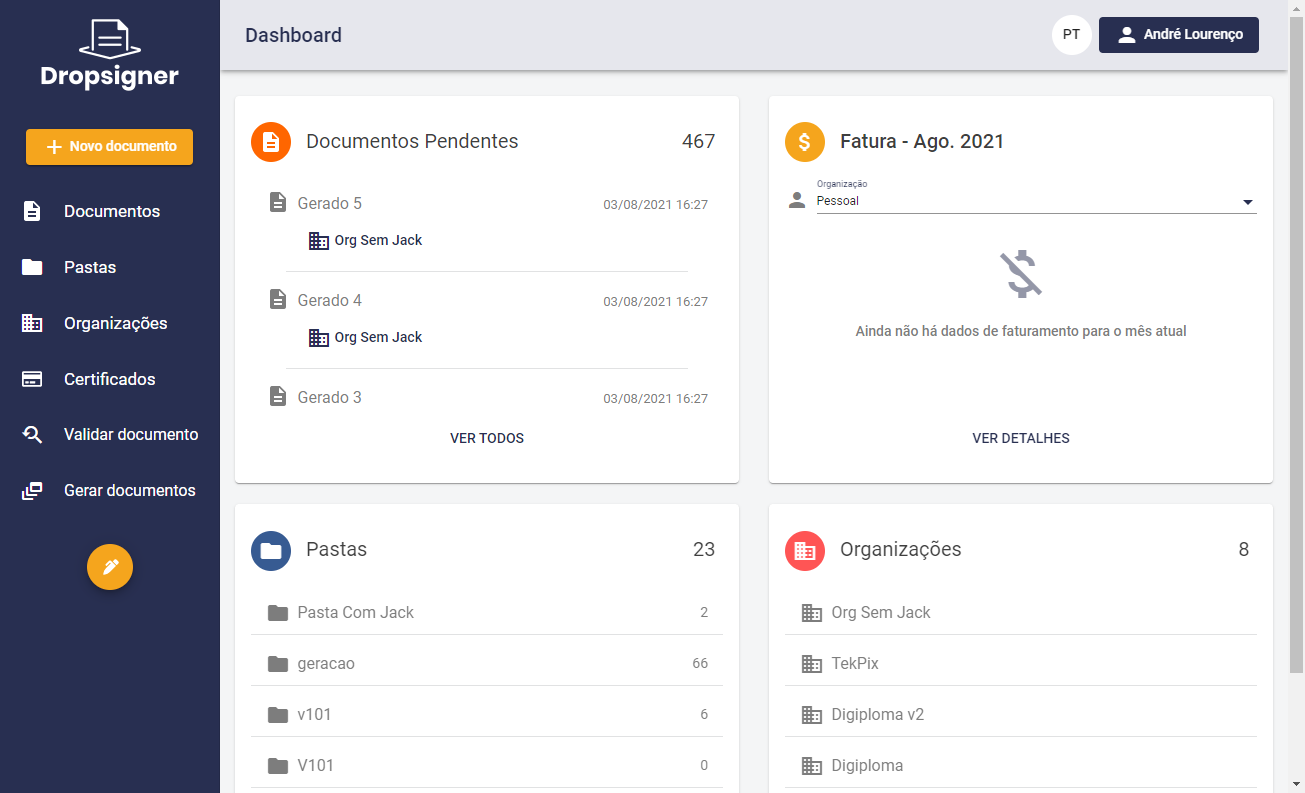 Dropsigner
Novo documento
Documentos
Pastas
Organizações
Certificados
Validar documento
Gerar documentos
Dashboard
PT
André Lourenço
Documentos Pendentes 467
Gerado 5 03/08/2021 16:27
Org Sem Jack
Gerado 4 03/08/2021 16:27
Org Sem Jack
Gerado 3 03/08/2021 16:27
VER TODOS
Fatura - Ago. 2021
Organização
Pessoal
Ainda não há dados de faturamento para o mês atual
VER DETALHES
Pastas 23
Pasta Com Jack 2
geracao 66
v101 6
V101 0
Organizações 8
Org Sem Jack
TekPix
Digiploma v2
Digiploma